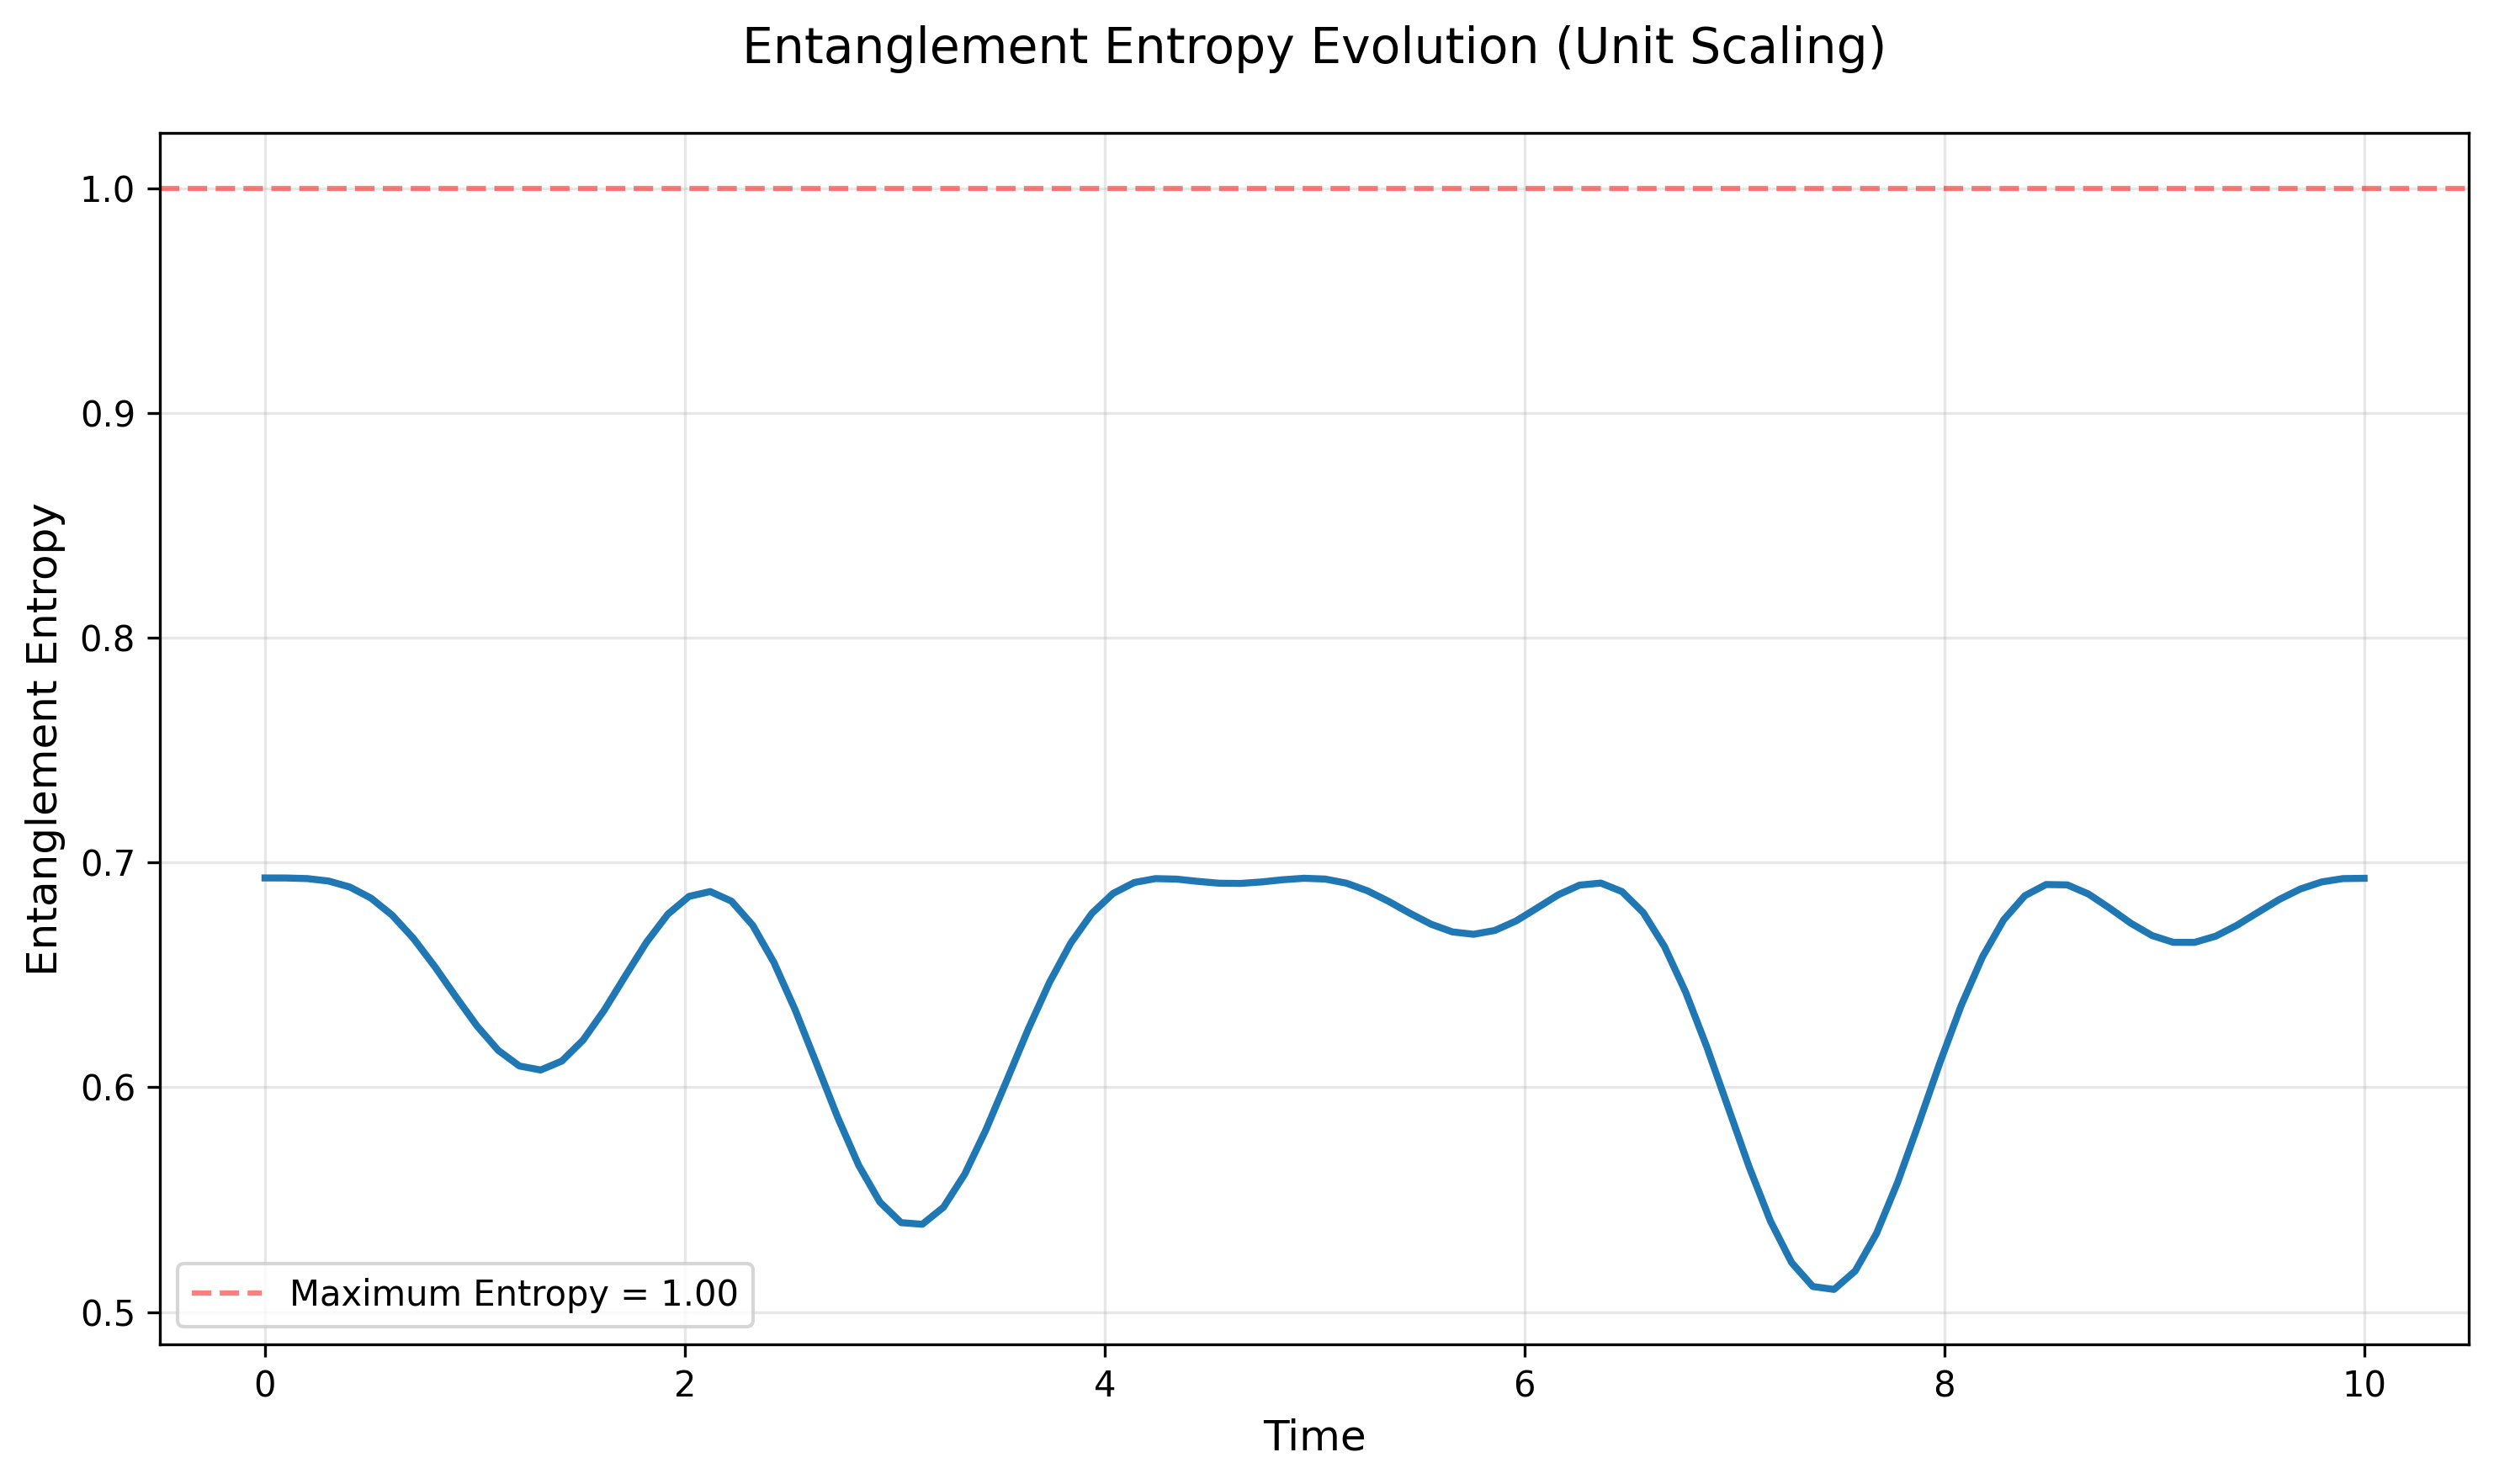 Entanglement Entropy Evolution (Unit Scaling)
Entanglement Entropy
1.0
0.9
0.8
0.7
0.6
0.5
Maximum Entropy = 1.00
0 2 4 6 8 10
Time